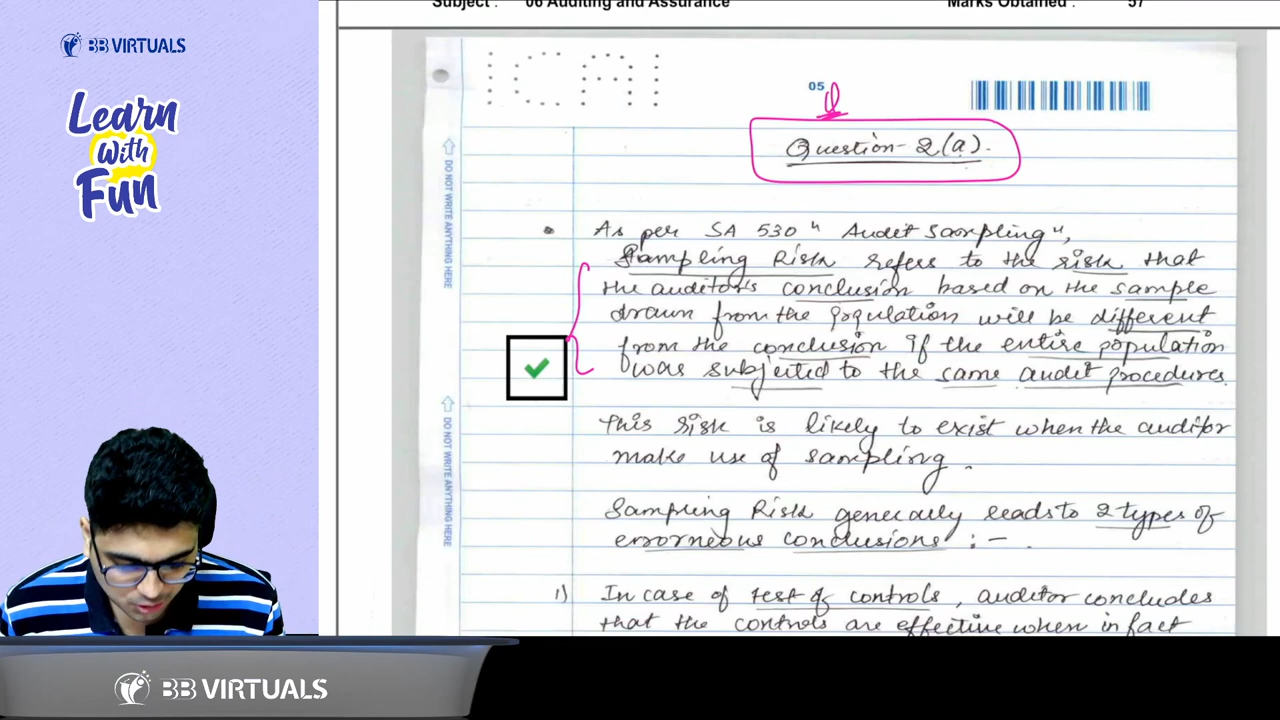 Subject : 06 Auditing and Assurance Marks Obtained : 57
BB VIRTUALS
Learn
With
Fun
ICAI
05
Question - 2(a).
DO NOT WRITE ANYTHING HERE
As per SA 530 " Audit Sampling",
Sampling Risk refers to the risk that
the auditor's conclusion based on the sample
drawn from the population will be different
from the conclusion if the entire population
was subjected to the same audit procedures.
This risk is likely to exist when the auditor
make use of sampling.
DO NOT WRITE ANYTHING HERE
Sampling Risk generally leads to 2 types of
errorneous conclusions : -
1) In case of test of controls, auditor concludes
that the controls are effective when in fact
BB VIRTUALS